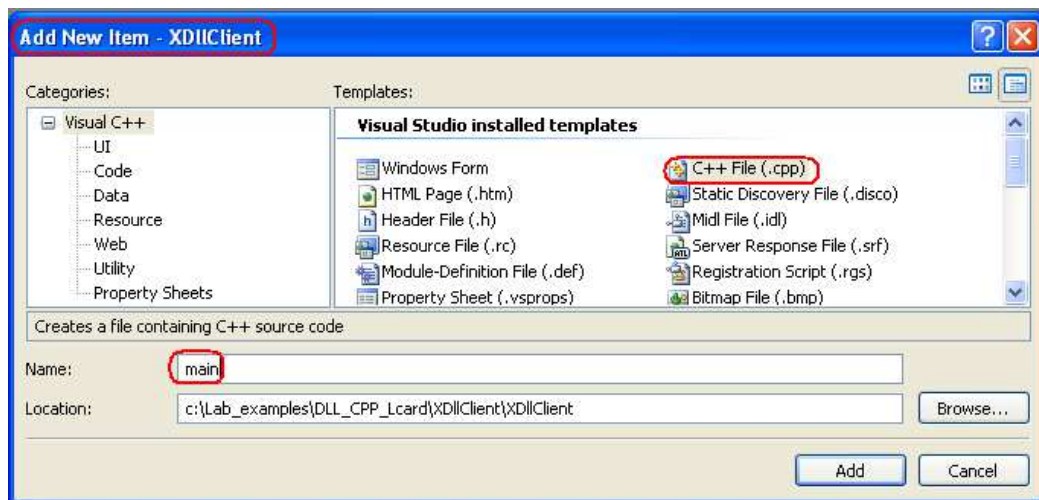 Add New Item - XDllClient
Categories:
Templates:
Visual C++
UI
Code
Data
Resource
Web
Utility
Property Sheets
Visual Studio installed templates
Windows Form
C++ File (.cpp)
HTML Page (.htm)
Static Discovery File (.disco)
Header File (.h)
Midl File (.idl)
Resource File (.rc)
Server Response File (.srf)
Module-Definition File (.def)
Registration Script (.rgs)
Property Sheet (.vsprops)
Bitmap File (.bmp)
Creates a file containing C++ source code
Name:
main
Location:
c:\Lab_examples\DLL_CPP_Lcard\XDllClient\XDllClient
Browse...
Add
Cancel